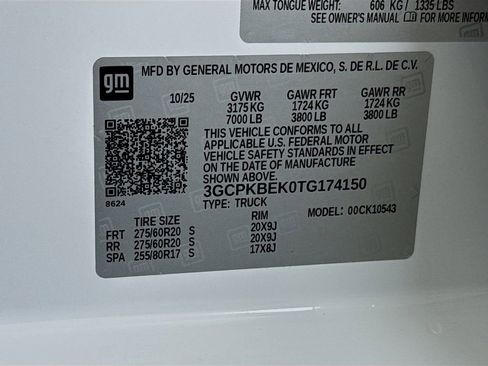 MAX TONGUE WEIGHT: 606 KG / 1335 LBS
SEE OWNER'S MANUAL FOR MORE INFOR
gm
MFD BY GENERAL MOTORS DE MEXICO, S. DE R.L. DE C.V.
10/25 GVWR GAWR FRT GAWR RR
3175 KG 1724 KG 1724 KG
7000 LB 3800 LB 3800 LB
THIS VEHICLE CONFORMS TO ALL
APPLICABLE U.S. FEDERAL MOTOR
VEHICLE SAFETY STANDARDS IN
EFFECT ON THE DATE OF MANUFACTURE
SHOWN ABOVE.
3GCPKBEK0TG174150
8624 TYPE: TRUCK MODEL: 00CK10543
TIRE SIZE RIM
FRT 275/60R20 S 20X9J
RR 275/60R20 S 20X9J
SPA 255/80R17 S 17X8J